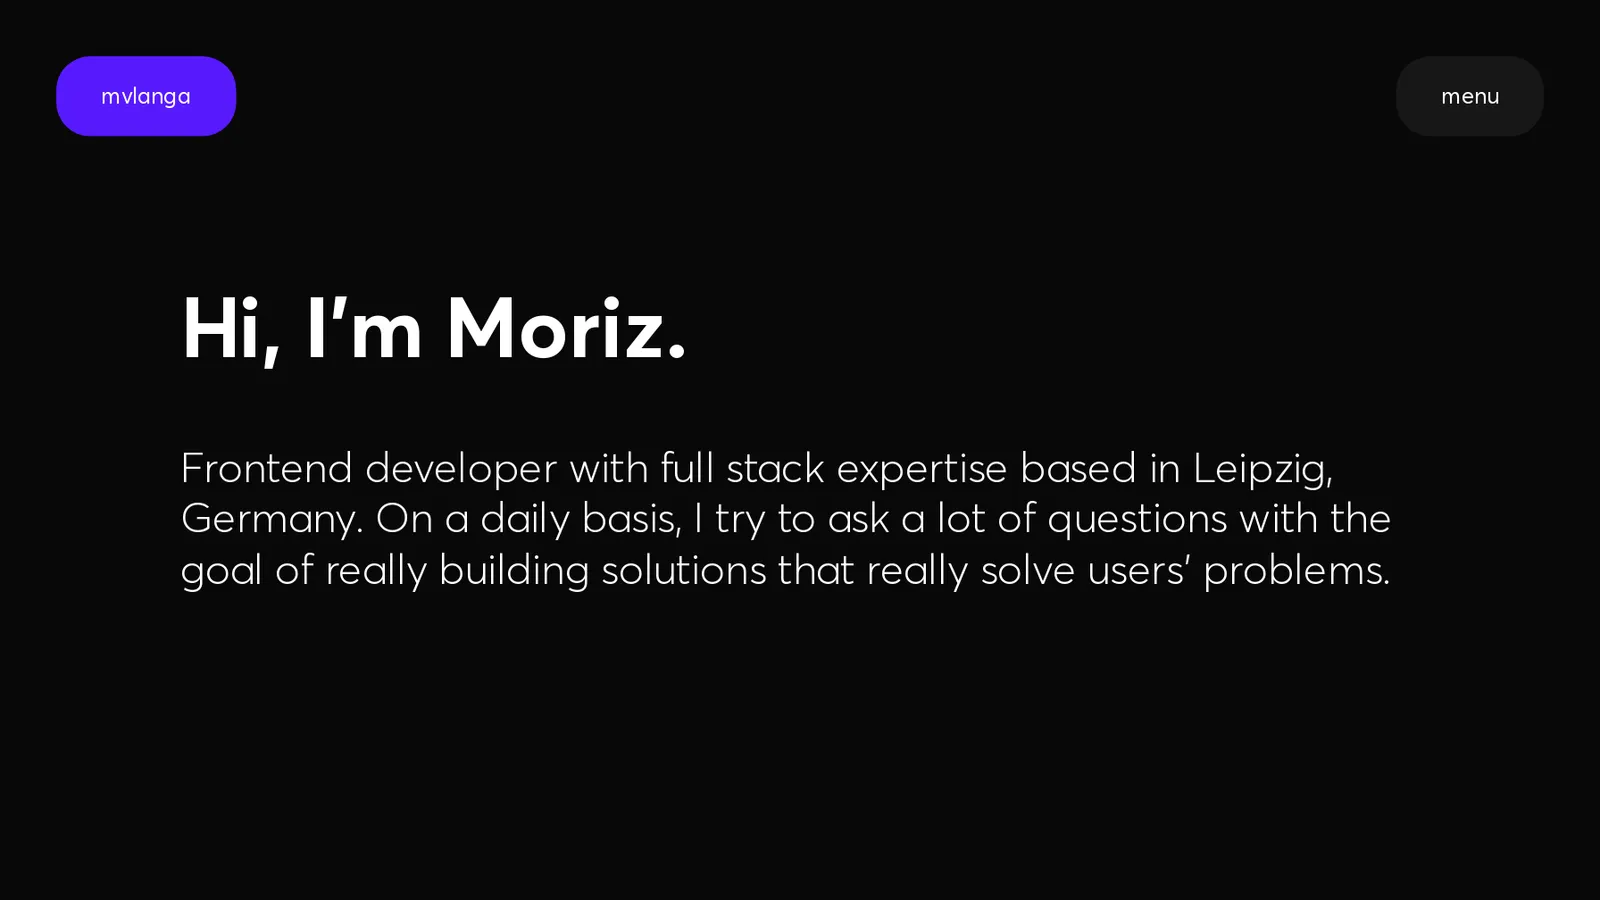 mvlanga
menu
Hi, I’m Moriz.
Frontend developer with full stack expertise based in Leipzig,
Germany. On a daily basis, I try to ask a lot of questions with the
goal of really building solutions that really solve users’ problems.